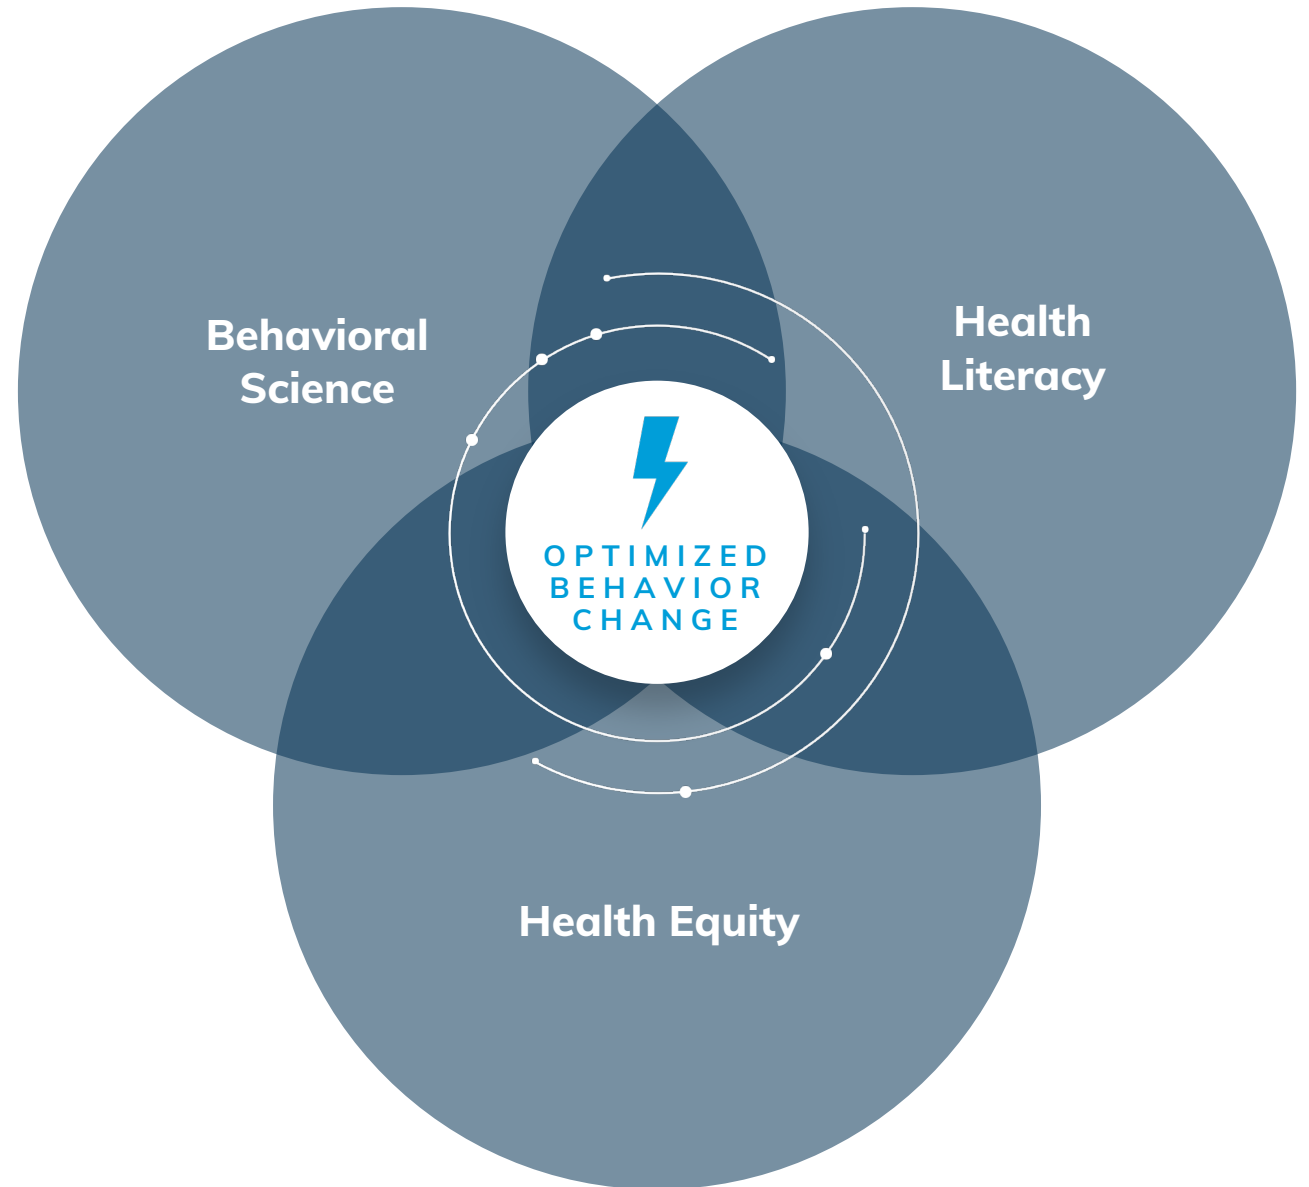 Behavioral
Science
Health
Literacy
OPTIMIZED
BEHAVIOR
CHANGE
Health Equity